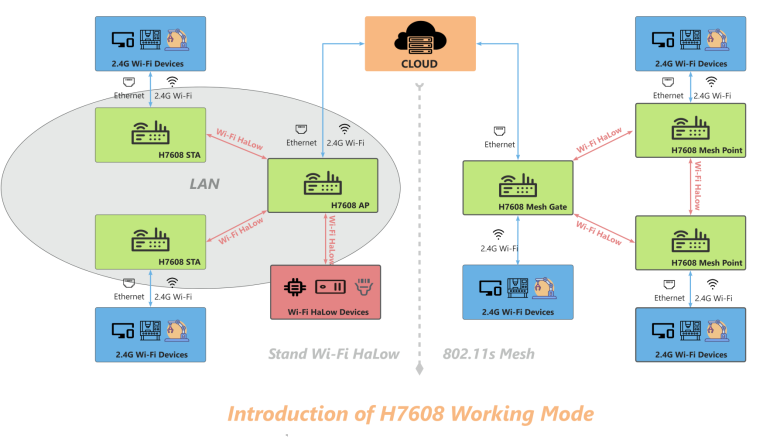 2.4G Wi-Fi Devices
CLOUD
2.4G Wi-Fi Devices
Ethernet 2.4G Wi-Fi
Ethernet 2.4G Wi-Fi
H7608 STA
Wi-Fi HaLow
Ethernet 2.4G Wi-Fi
Ethernet
Wi-Fi HaLow
H7608 Mesh Point
LAN
H7608 AP
H7608 Mesh Gate
Wi-Fi HaLow
Wi-Fi HaLow
Wi-Fi HaLow
2.4G Wi-Fi
Wi-Fi HaLow
H7608 STA
H7608 Mesh Point
Ethernet 2.4G Wi-Fi
Wi-Fi HaLow Devices
2.4G Wi-Fi Devices
Ethernet 2.4G Wi-Fi
2.4G Wi-Fi Devices
2.4G Wi-Fi Devices
Stand Wi-Fi HaLow
802.11s Mesh
Introduction of H7608 Working Mode